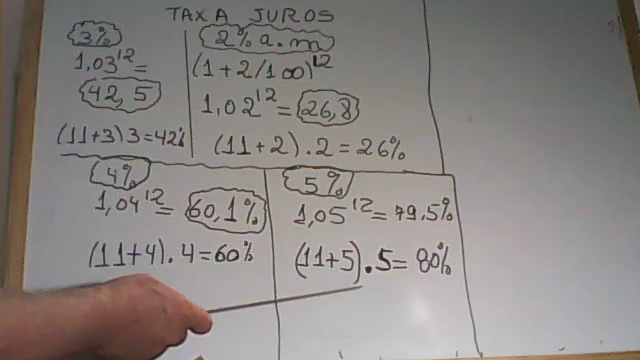 TAXA JUROS
3%
1,03¹² =
42,5
(11+3)3=42%
2% a.m
(1+2/100)¹²
1,02¹² = 26,8
(11+2).2=26%
4%
1,04¹² = 60,1%
(11+4).4=60%
5%
1,05¹² = 79,5%
(11+5).5=80%